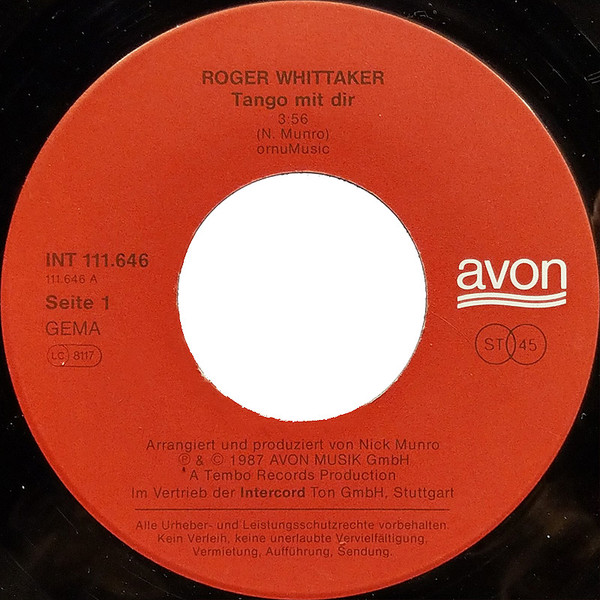 ROGER WHITTAKER
Tango mit dir
3:56
(N. Munro)
ornuMusic
INT 111.646
111.646 A
Seite 1
GEMA
LC 8117
avon
ST 45
Arrangiert und produziert von Nick Munro
Ⓟ & © 1987 AVON MUSIK GmbH
A Tembo Records Production
Im Vertrieb der Intercord Ton GmbH, Stuttgart
Alle Urheber- und Leistungsschutzrechte vorbehalten.
Kein Verleih, keine unerlaubte Vervielfältigung,
Vermietung, Aufführung, Sendung.